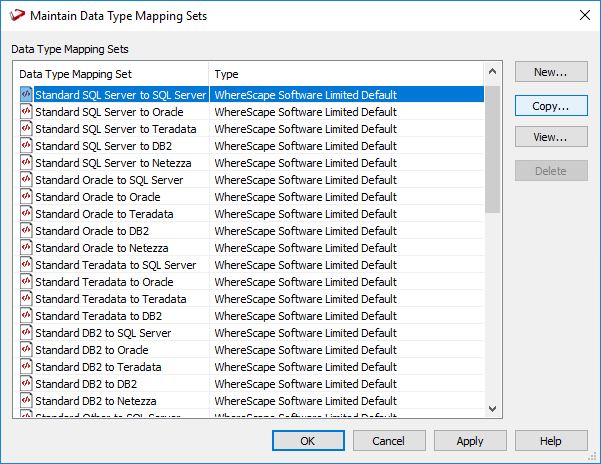 Maintain Data Type Mapping Sets
Data Type Mapping Sets
Data Type Mapping Set Type
Standard SQL Server to SQL Server WhereScape Software Limited Default
Standard SQL Server to Oracle WhereScape Software Limited Default
Standard SQL Server to Teradata WhereScape Software Limited Default
Standard SQL Server to DB2 WhereScape Software Limited Default
Standard SQL Server to Netezza WhereScape Software Limited Default
Standard Oracle to SQL Server WhereScape Software Limited Default
Standard Oracle to Oracle WhereScape Software Limited Default
Standard Oracle to Teradata WhereScape Software Limited Default
Standard Oracle to DB2 WhereScape Software Limited Default
Standard Oracle to Netezza WhereScape Software Limited Default
Standard Teradata to SQL Server WhereScape Software Limited Default
Standard Teradata to Oracle WhereScape Software Limited Default
Standard Teradata to Teradata WhereScape Software Limited Default
Standard Teradata to DB2 WhereScape Software Limited Default
Standard DB2 to SQL Server WhereScape Software Limited Default
Standard DB2 to Oracle WhereScape Software Limited Default
Standard DB2 to Teradata WhereScape Software Limited Default
Standard DB2 to DB2 WhereScape Software Limited Default
Standard DB2 to Netezza WhereScape Software Limited Default
Standard Other to SQL Server WhereScape Software Limited Default
New...
Copy...
View...
Delete
OK Cancel Apply Help